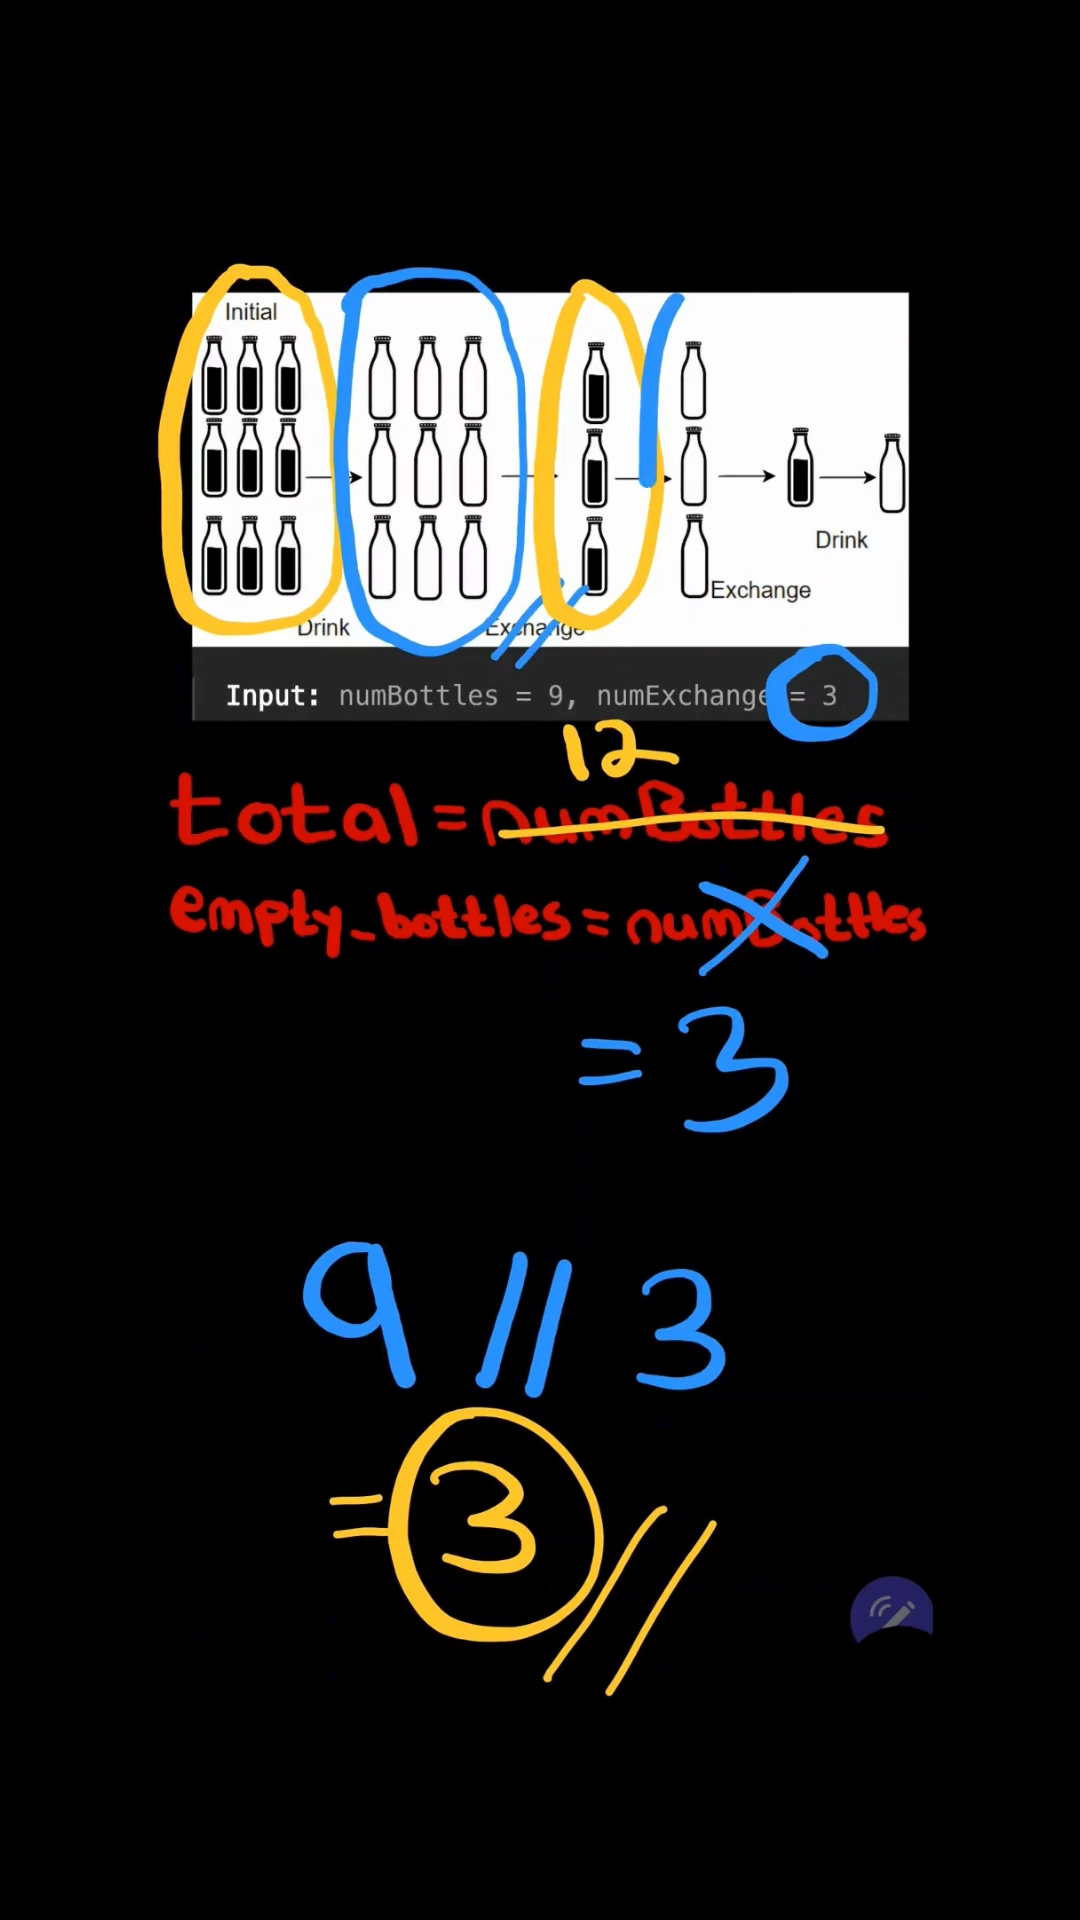 Initial
Drink
Exchange
Exchange
Drink
Input: numBottles = 9, numExchange = 3
12
total = numBottles
empty_bottles = numBottles
= 3
9 // 3
= 3 //